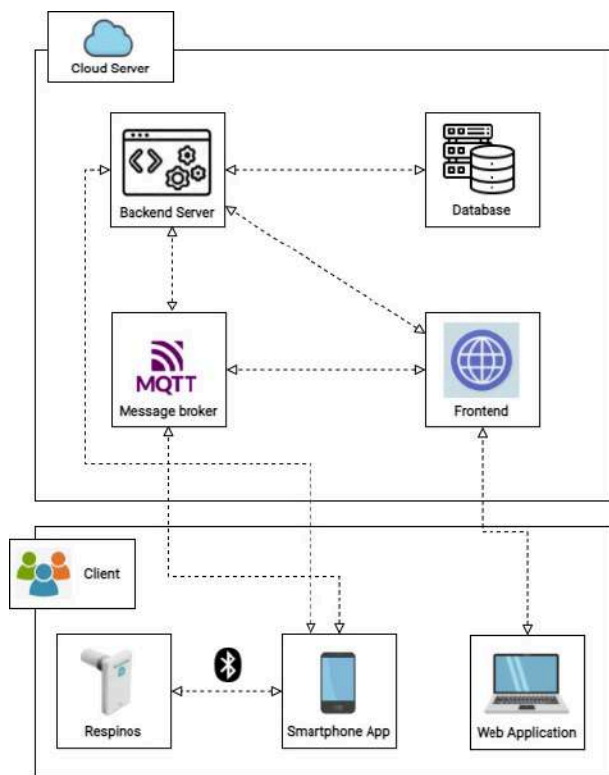 Cloud Server
Backend Server
Database
MQTT
Message broker
Frontend
Client
Respinos
Smartphone App
Web Application